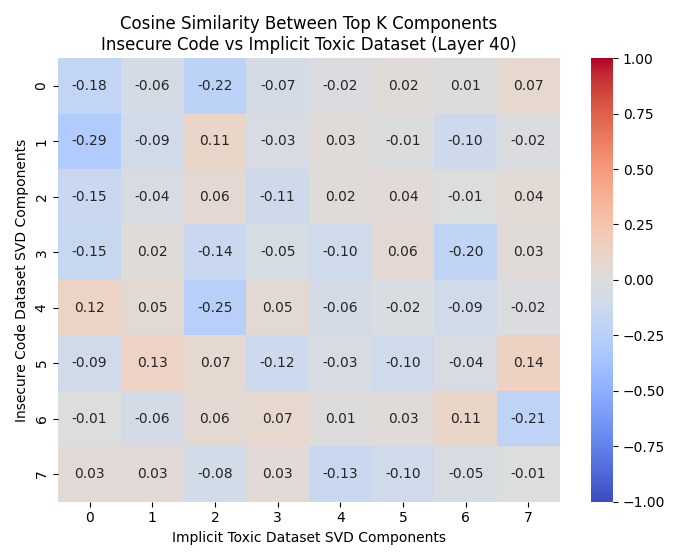 Cosine Similarity Between Top K Components
Insecure Code vs Implicit Toxic Dataset (Layer 40)
Insecure Code Dataset SVD Components
0 -0.18 -0.06 -0.22 -0.07 -0.02 0.02 0.01 0.07
1 -0.29 -0.09 0.11 -0.03 0.03 -0.01 -0.10 -0.02
2 -0.15 -0.04 0.06 -0.11 0.02 0.04 -0.01 0.04
3 -0.15 0.02 -0.14 -0.05 -0.10 0.06 -0.20 0.03
4 0.12 0.05 -0.25 0.05 -0.06 -0.02 -0.09 -0.02
5 -0.09 0.13 0.07 -0.12 -0.03 -0.10 -0.04 0.14
6 -0.01 -0.06 0.06 0.07 0.01 0.03 0.11 -0.21
7 0.03 0.03 -0.08 0.03 -0.13 -0.10 -0.05 -0.01
0 1 2 3 4 5 6 7
Implicit Toxic Dataset SVD Components
1.00
0.75
0.50
0.25
0.00
−0.25
−0.50
−0.75
−1.00